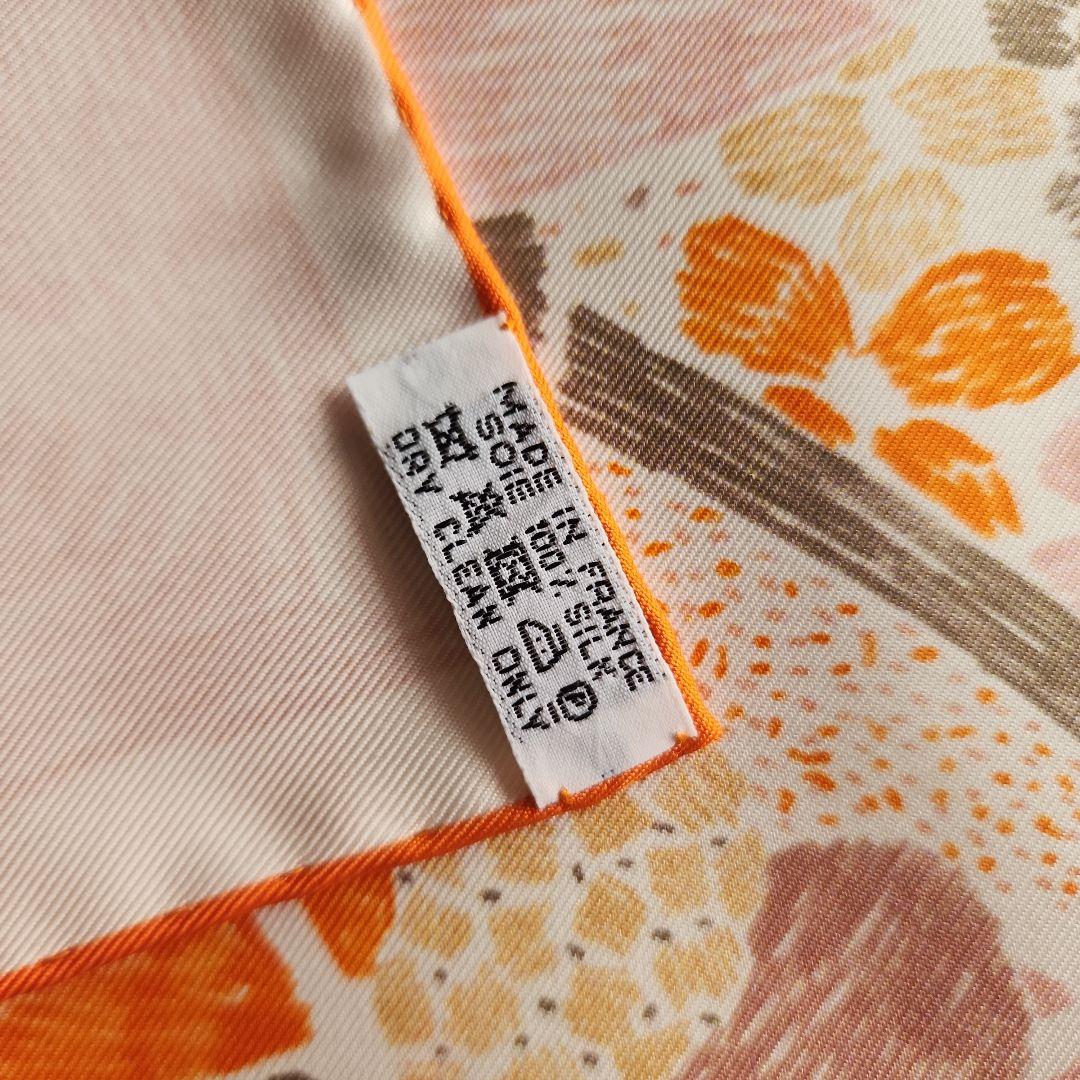 MADE IN FRANCE
SOIE 100% SILK
P
DRY CLEAN ONLY